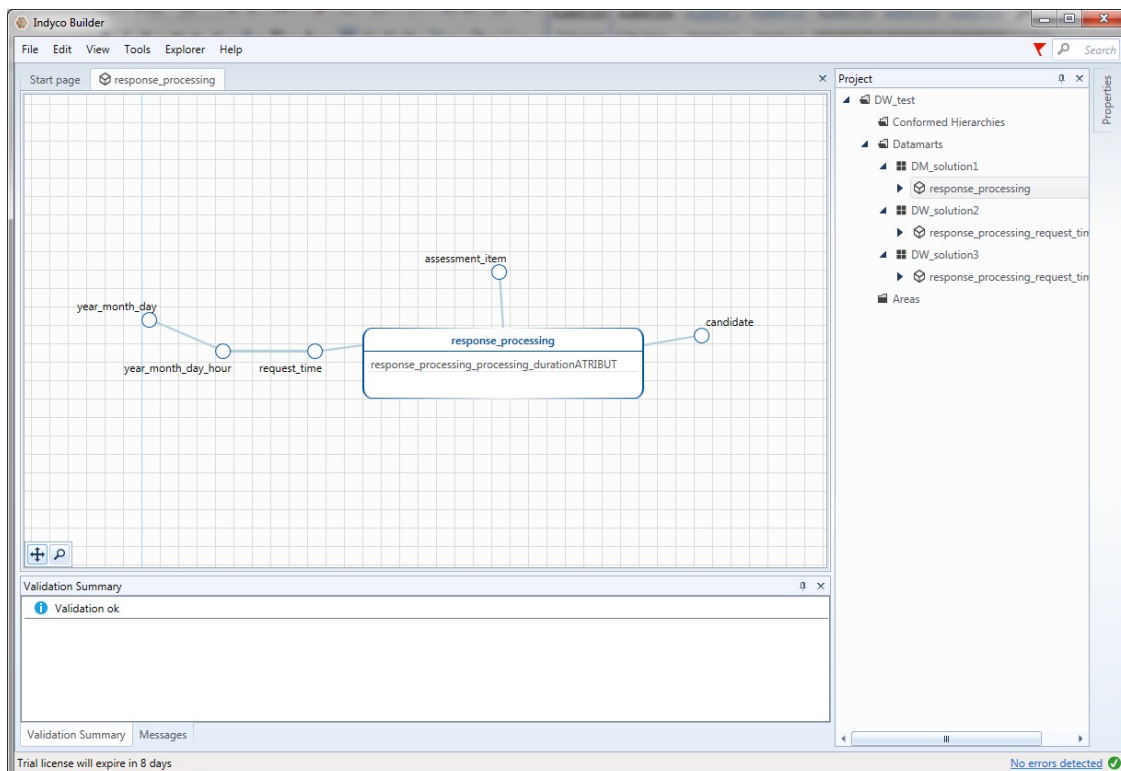 Indyco Builder
File Edit View Tools Explorer Help
Search
Start page response_processing
year_month_day
year_month_day_hour
request_time
assessment_item
response_processing
response_processing_processing_durationATRIBUT
candidate
Validation Summary
Validation ok
Validation Summary Messages
Project
DW_test
Conformed Hierarchies
Datamarts
DM_solution1
response_processing
DW_solution2
response_processing_request_tin
DW_solution3
response_processing_request_tin
Areas
Properties
Trial license will expire in 8 days
No errors detected